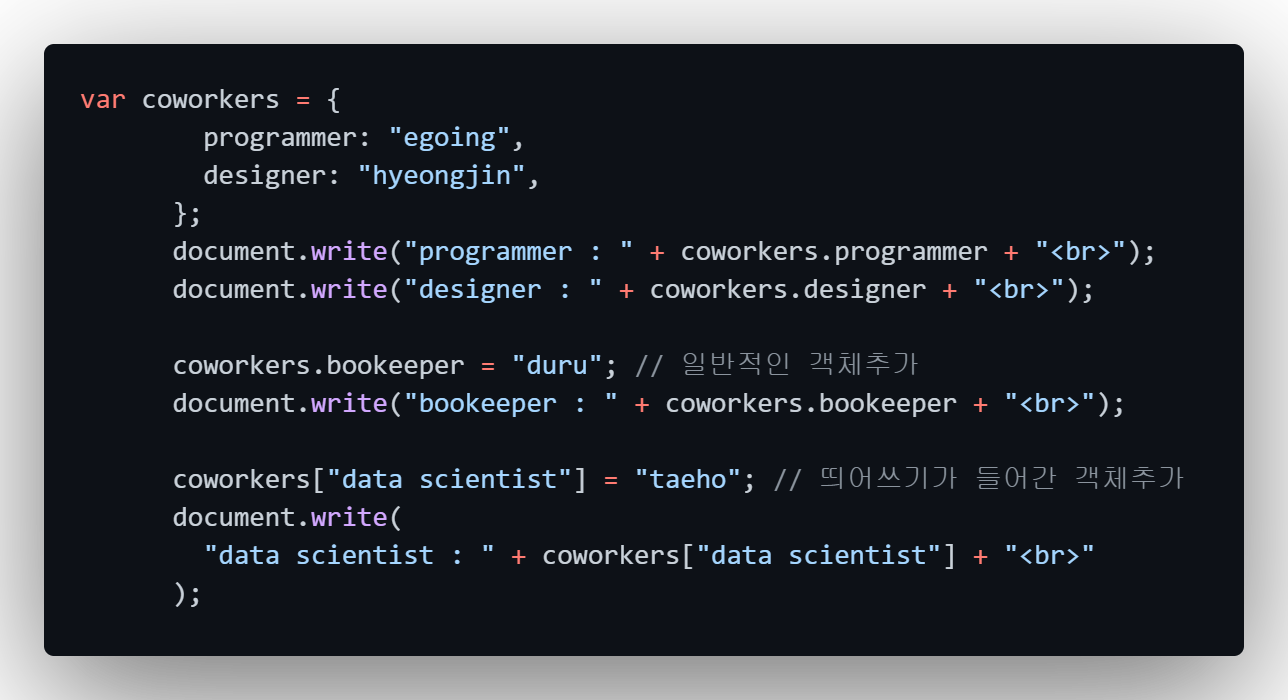 var coworkers = {
        programmer: "egoing",
        designer: "hyeongjin",
      };
      document.write("programmer : " + coworkers.programmer + "<br>");
      document.write("designer : " + coworkers.designer + "<br>");

      coworkers.bookeeper = "duru"; // 일반적인 객체추가
      document.write("bookeeper : " + coworkers.bookeeper + "<br>");

      coworkers["data scientist"] = "taeho"; // 띄어쓰기가 들어간 객체추가
      document.write(
        "data scientist : " + coworkers["data scientist"] + "<br>"
      );